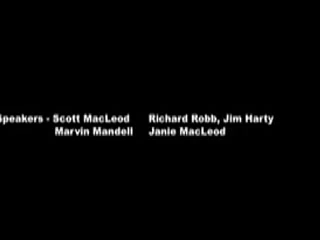 Speakers - Scott MacLeod Richard Robb, Jim Harty
Marvin Mandell Janie MacLeod